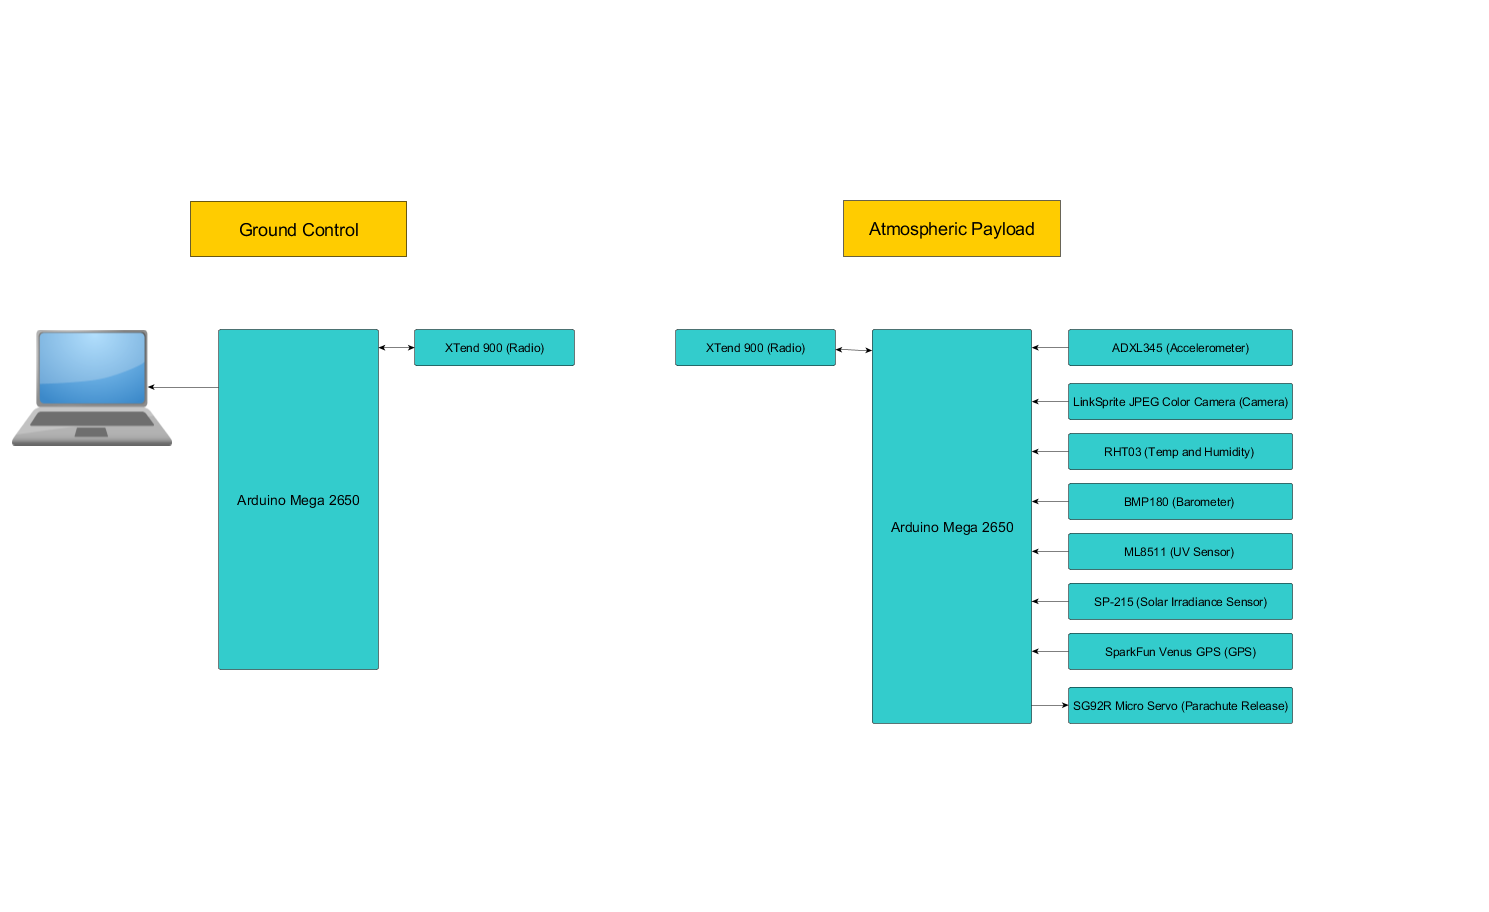 Ground Control
Atmospheric Payload
XTend 900 (Radio)
Arduino Mega 2650
XTend 900 (Radio)
Arduino Mega 2650
ADXL345 (Accelerometer)
LinkSprite JPEG Color Camera (Camera)
RHT03 (Temp and Humidity)
BMP180 (Barometer)
ML8511 (UV Sensor)
SP-215 (Solar Irradiance Sensor)
SparkFun Venus GPS (GPS)
SG92R Micro Servo (Parachute Release)